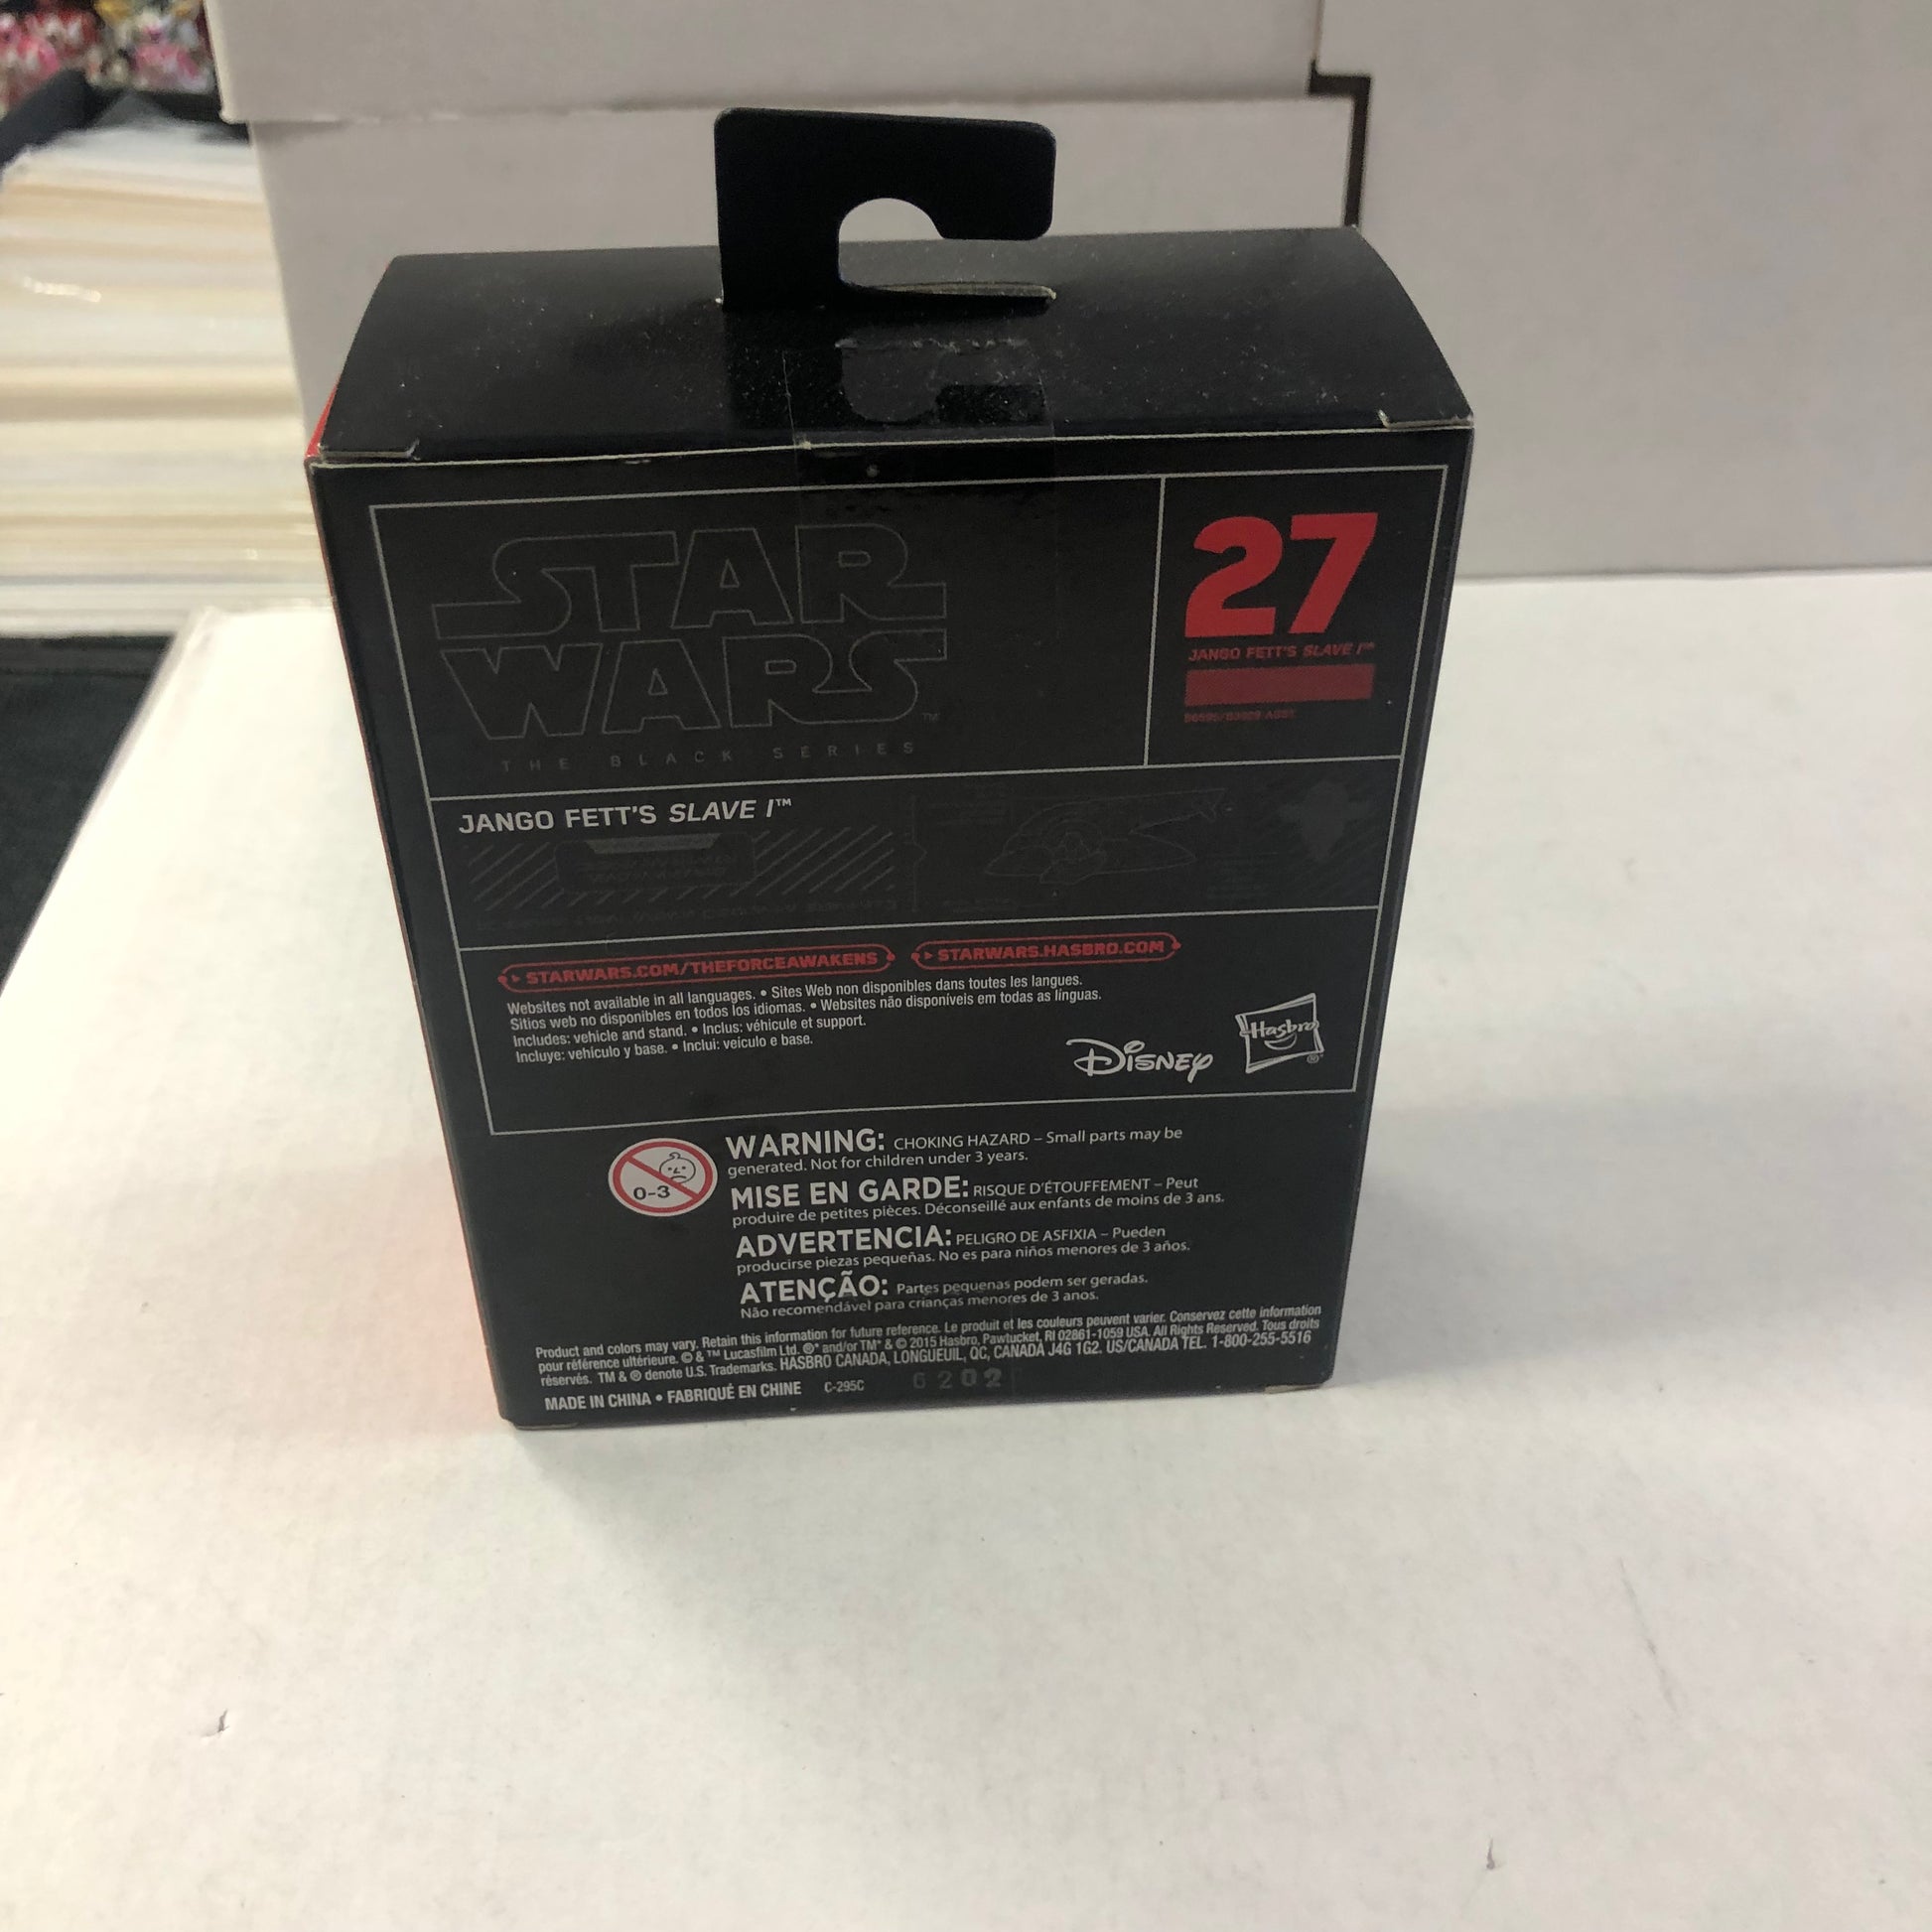 STAR
WARS
TM
THE BLACK SERIES
27
JANGO FETT'S SLAVE I™
JANGO FETT'S SLAVE I™
STARWARS.COM/THEFORCEAWAKENS
STARWARS.HASBRO.COM
Websites not available in all languages. • Sites Web non disponibles dans toutes les langues.
Sitios web no disponibles en todos los idiomas. • Websites não disponíveis em todas as línguas.
Includes: vehicle and stand. • Inclus: véhicule et support.
Incluye: vehículo y base. • Inclui: veículo e base.
Disney
Hasbro
®
0-3
WARNING: CHOKING HAZARD – Small parts may be
generated. Not for children under 3 years.
MISE EN GARDE: RISQUE D'ÉTOUFFEMENT – Peut
produire de petites pièces. Déconseillé aux enfants de moins de 3 ans.
ADVERTENCIA: PELIGRO DE ASFIXIA – Pueden
producirse piezas pequeñas. No es para niños menores de 3 años.
ATENÇÃO: Partes pequenas podem ser geradas.
Não recomendável para crianças menores de 3 anos.
Product and colors may vary. Retain this information for future reference. Le produit et les couleurs peuvent varier. Conservez cette information
pour référence ultérieure. © & ™ Lucasfilm Ltd. ®* and/or TM* & © 2015 Hasbro, Pawtucket, RI 02861-1059 USA. All Rights Reserved. Tous droits
réservés. TM & ® denote U.S. Trademarks. HASBRO CANADA, LONGUEUIL, QC, CANADA J4G 1G2. US/CANADA TEL. 1-800-255-5516
MADE IN CHINA • FABRIQUÉ EN CHINE C-295C 6202